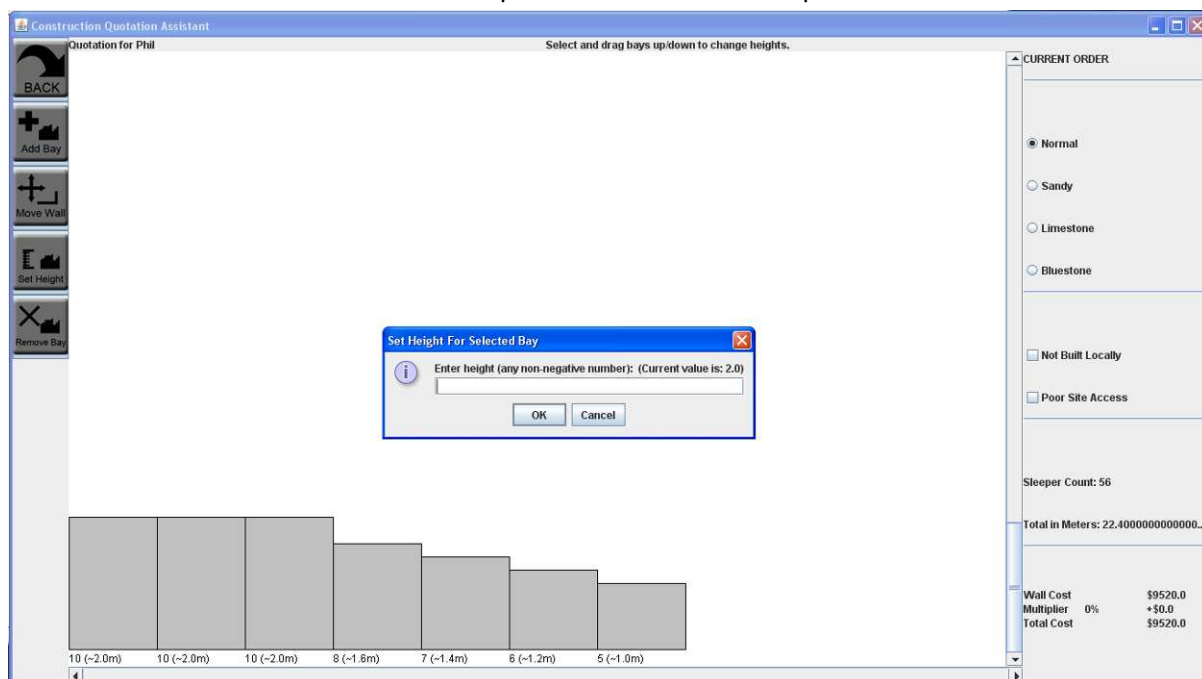 Construction Quotation Assistant
Quotation for Phil
Select and drag bays up/down to change heights.
BACK
Add Bay
Move Wall
Set Height
Remove Bay
Set Height For Selected Bay
Enter height (any non-negative number): (Current value is: 2.0)
OK
Cancel
10 (~2.0m)
10 (~2.0m)
10 (~2.0m)
8 (~1.6m)
7 (~1.4m)
6 (~1.2m)
5 (~1.0m)
CURRENT ORDER
Normal
Sandy
Limestone
Bluestone
Not Built Locally
Poor Site Access
Sleeper Count: 56
Total in Meters: 22.4000000000000...
Wall Cost $9520.0
Multiplier 0% +$0.0
Total Cost $9520.0